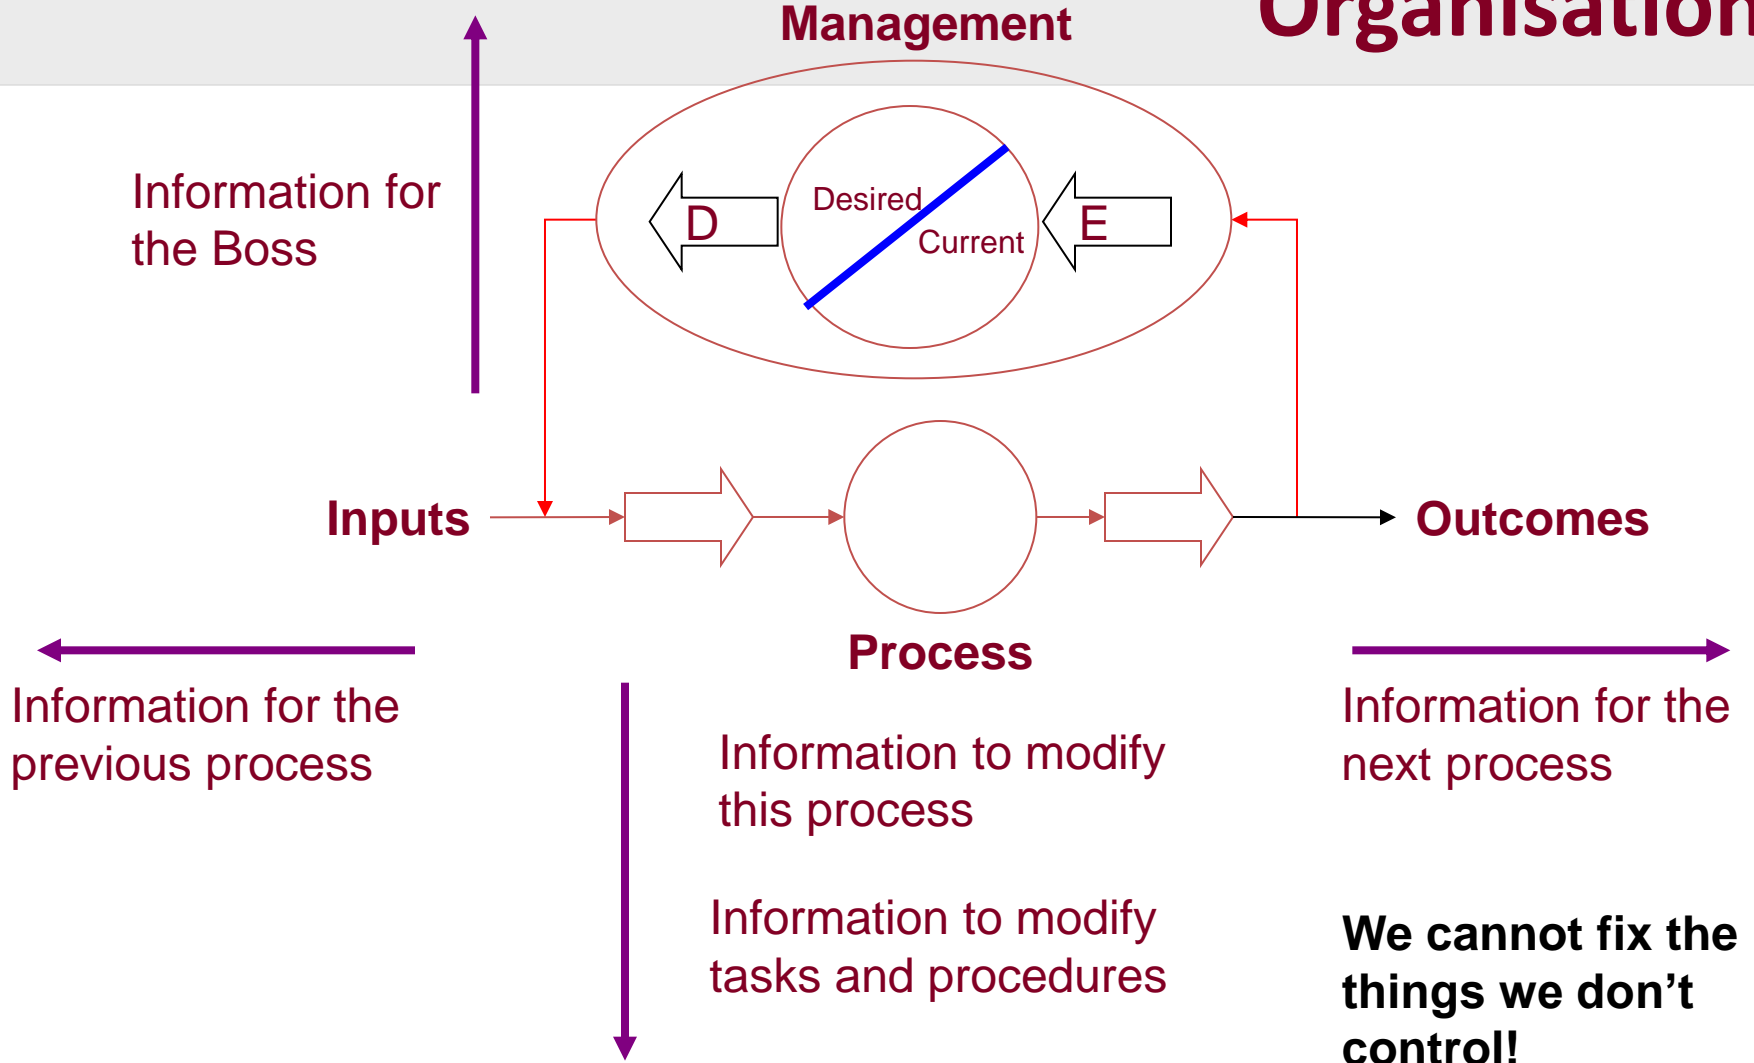 Organisation
Management
Information for
the Boss
D
Desired
Current
E
Inputs
Outcomes
Process
Information for the
previous process
Information to modify
this process
Information for the
next process
Information to modify
tasks and procedures
We cannot fix the
things we don’t
control!